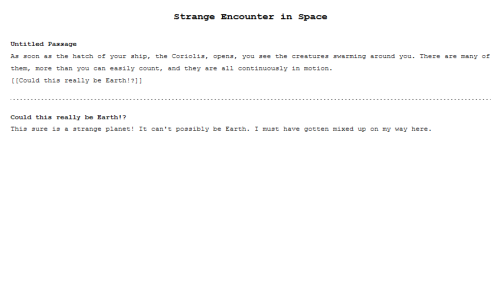 Strange Encounter in Space
Untitled Passage
As soon as the hatch of your ship, the Coriolis, opens, you see the creatures swarming around you. There are many of
them, more than you can easily count, and they are all continuously in motion.
[[Could this really be Earth!?]]
Could this really be Earth!?
This sure is a strange planet! It can't possibly be Earth. I must have gotten mixed up on my way here.